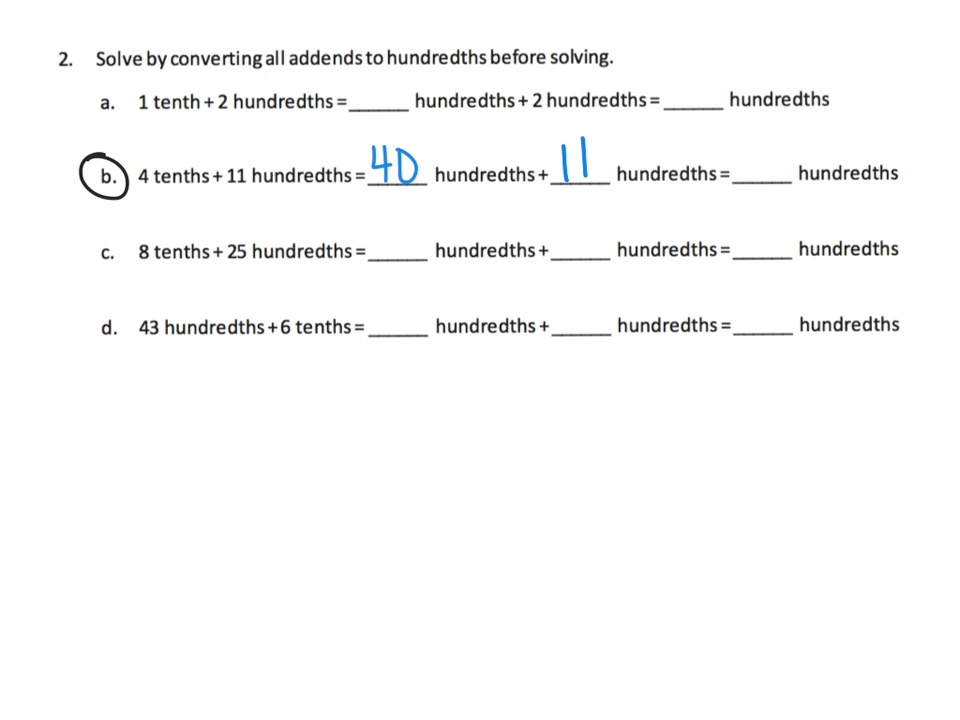 2. Solve by converting all addends to hundredths before solving.
a. 1 tenth + 2 hundredths = ______ hundredths + 2 hundredths = ______ hundredths
b. 4 tenths + 11 hundredths = 40 hundredths + 11 hundredths = ______ hundredths
c. 8 tenths + 25 hundredths = ______ hundredths + ______ hundredths = ______ hundredths
d. 43 hundredths + 6 tenths = ______ hundredths + ______ hundredths = ______ hundredths